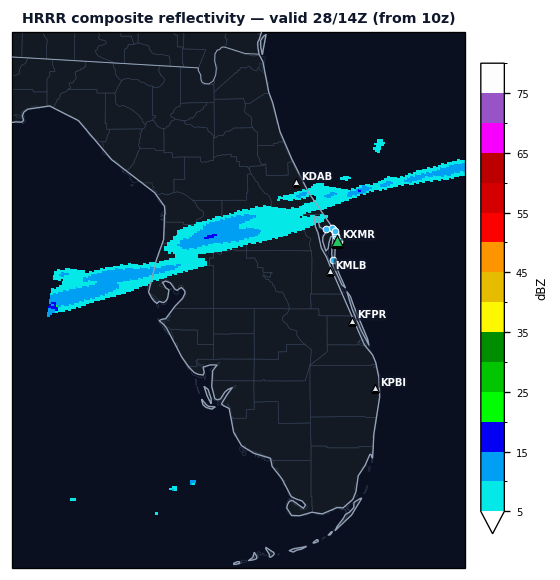 HRRR composite reflectivity — valid 28/14Z (from 10z)
KDAB
KXMR
KMLB
KFPR
KPBI
75
65
55
45
35
25
15
5
dBZ